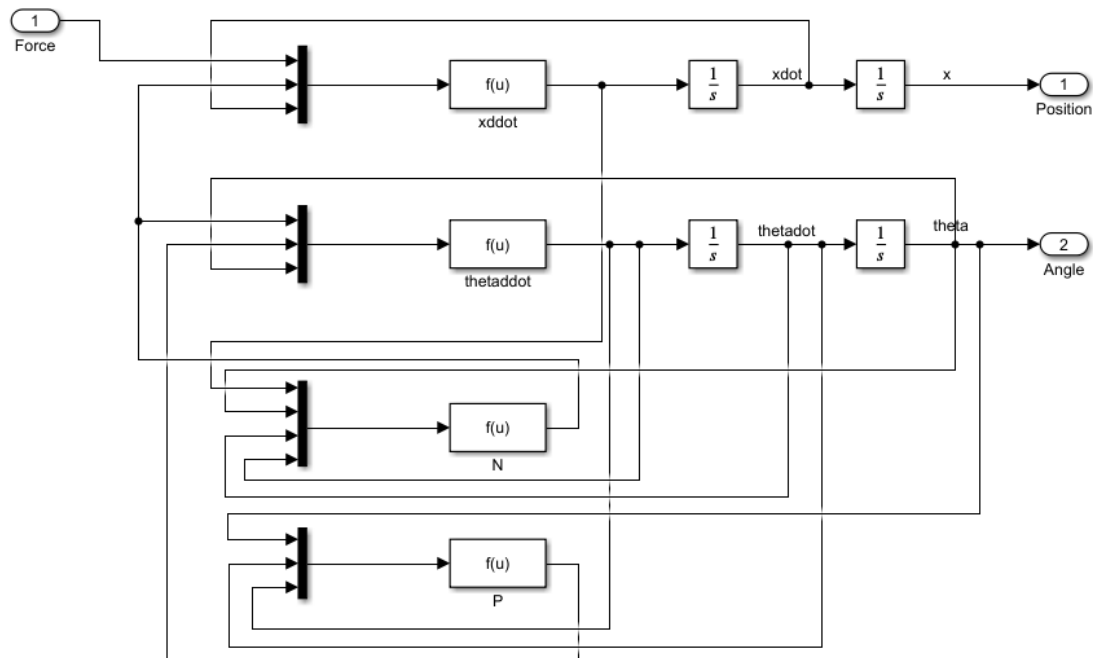 1
Force
f(u)
xddot
1
s
xdot
1
s
x
1
Position
f(u)
thetaddot
1
s
thetadot
1
s
theta
2
Angle
f(u)
N
f(u)
P